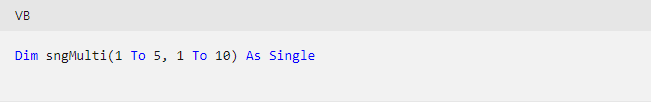 VB
Dim sngMulti(1 To 5, 1 To 10) As Single